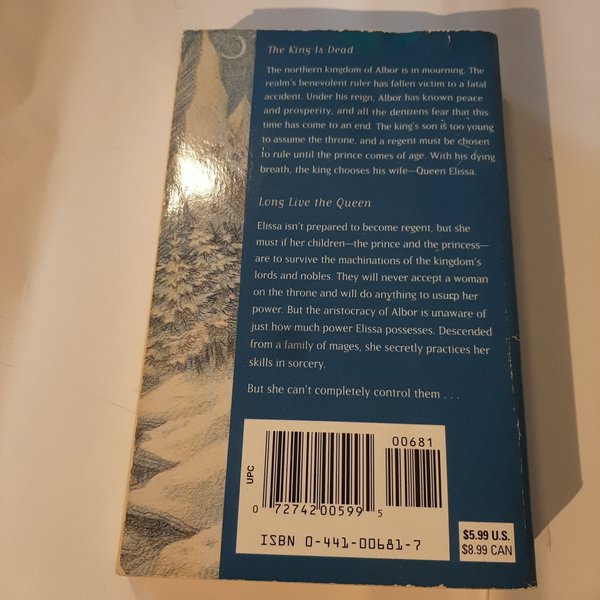 The King Is Dead
The northern kingdom of Albor is in mourning. The
realm's benevolent ruler has fallen victim to a fatal
accident. Under his reign, Albor has known peace
and prosperity, and all the denizens fear that this
time has come to an end. The king's son is too young
to assume the throne, and a regent must be chosen
to rule until the prince comes of age. With his dying
breath, the king chooses his wife—Queen Elissa.
Long Live the Queen
Elissa isn't prepared to become regent, but she
must if her children—the prince and the princess—
are to survive the machinations of the kingdom's
lords and nobles. They will never accept a woman
on the throne and will do anything to usurp her
power. But the aristocracy of Albor is unaware of
just how much power Elissa possesses. Descended
from a family of mages, she secretly practices her
skills in sorcery.
But she can't completely control them . . .
00681
UPC
0 72742 00599 5
ISBN 0-441-00681-7
$5.99 U.S.
$8.99 CAN